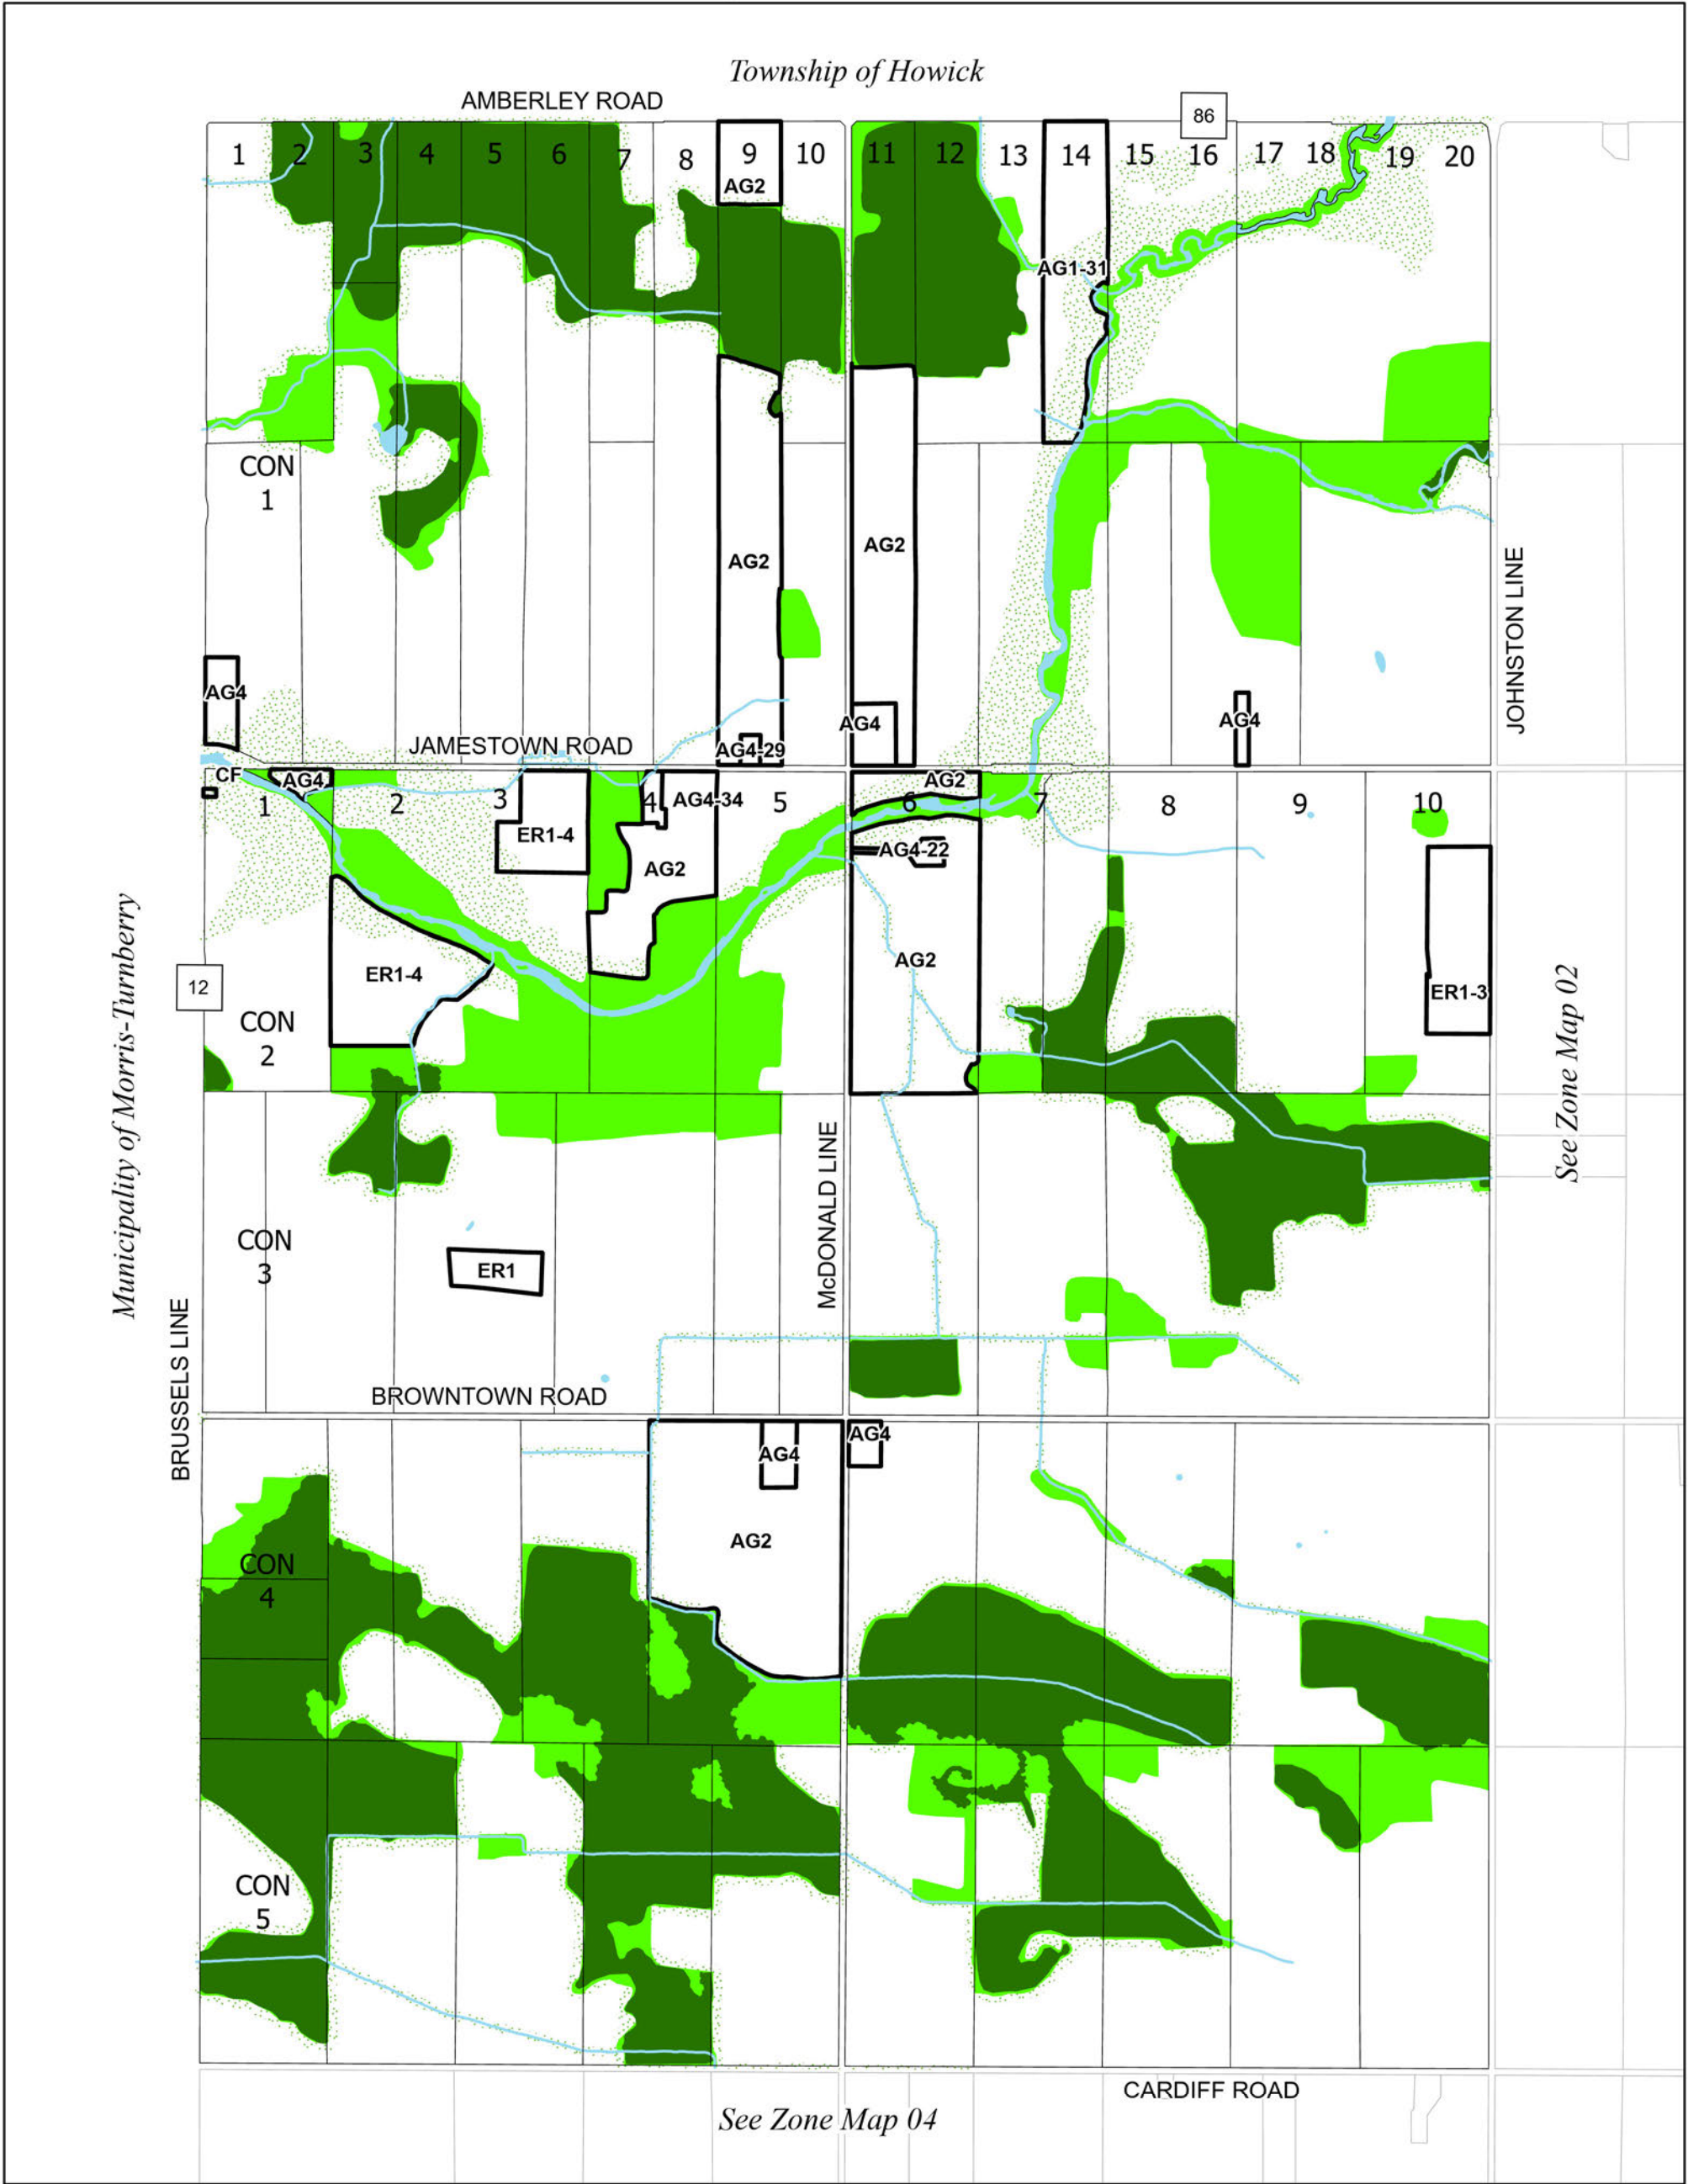 Township of Howick
AMBERLEY ROAD
86
1 2 3 4 5 6 7 8 9 10 11 12 13 14 15 16 17 18 19 20
AG2
AG1-31
CON
1
AG2
AG2
JOHNSTON LINE
AG4
AG4
AG4
JAMESTOWN ROAD
AG4-29
CF
AG4
AG2
1 2 3 4 5 6 7 8 9 10
AG4-34
ER1-4
AG2
AG4-22
Municipality of Morris-Turnberry
12
ER1-4
AG2
ER1-3
See Zone Map 02
CON
2
McDONALD LINE
CON
3
ER1
BRUSSELS LINE
BROWNTOWN ROAD
AG4
AG4
AG2
CON
4
CON
5
CARDIFF ROAD
See Zone Map 04